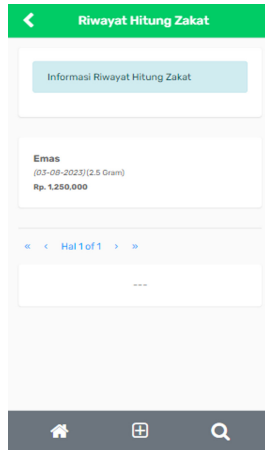 Riwayat Hitung Zakat
Informasi Riwayat Hitung Zakat
Emas
(03-08-2023) (2.5 Gram)
Rp. 1,250,000
« ‹ Hal 1 of 1 › »
---